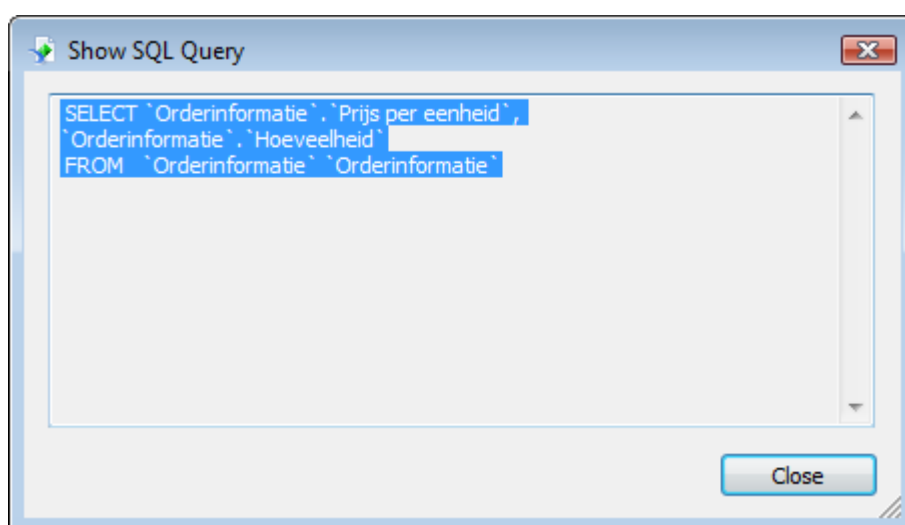 Show SQL Query
SELECT `Orderinformatie`.`Prijs per eenheid`,
`Orderinformatie`.`Hoeveelheid`
FROM   `Orderinformatie` `Orderinformatie`
Close